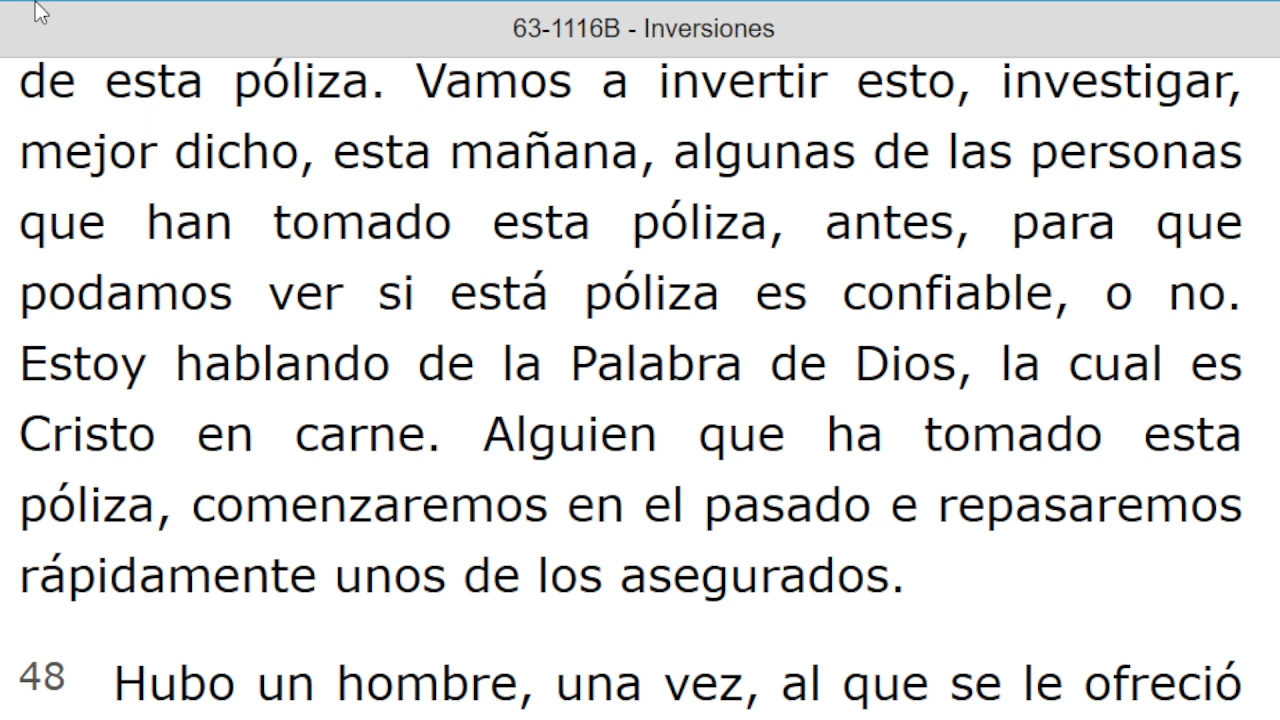 63-1116B - Inversiones
de esta póliza. Vamos a invertir esto, investigar,
mejor dicho, esta mañana, algunas de las personas
que han tomado esta póliza, antes, para que
podamos ver si está póliza es confiable, o no.
Estoy hablando de la Palabra de Dios, la cual es
Cristo en carne. Alguien que ha tomado esta
póliza, comenzaremos en el pasado e repasaremos
rápidamente unos de los asegurados.
48 Hubo un hombre, una vez, al que se le ofreció